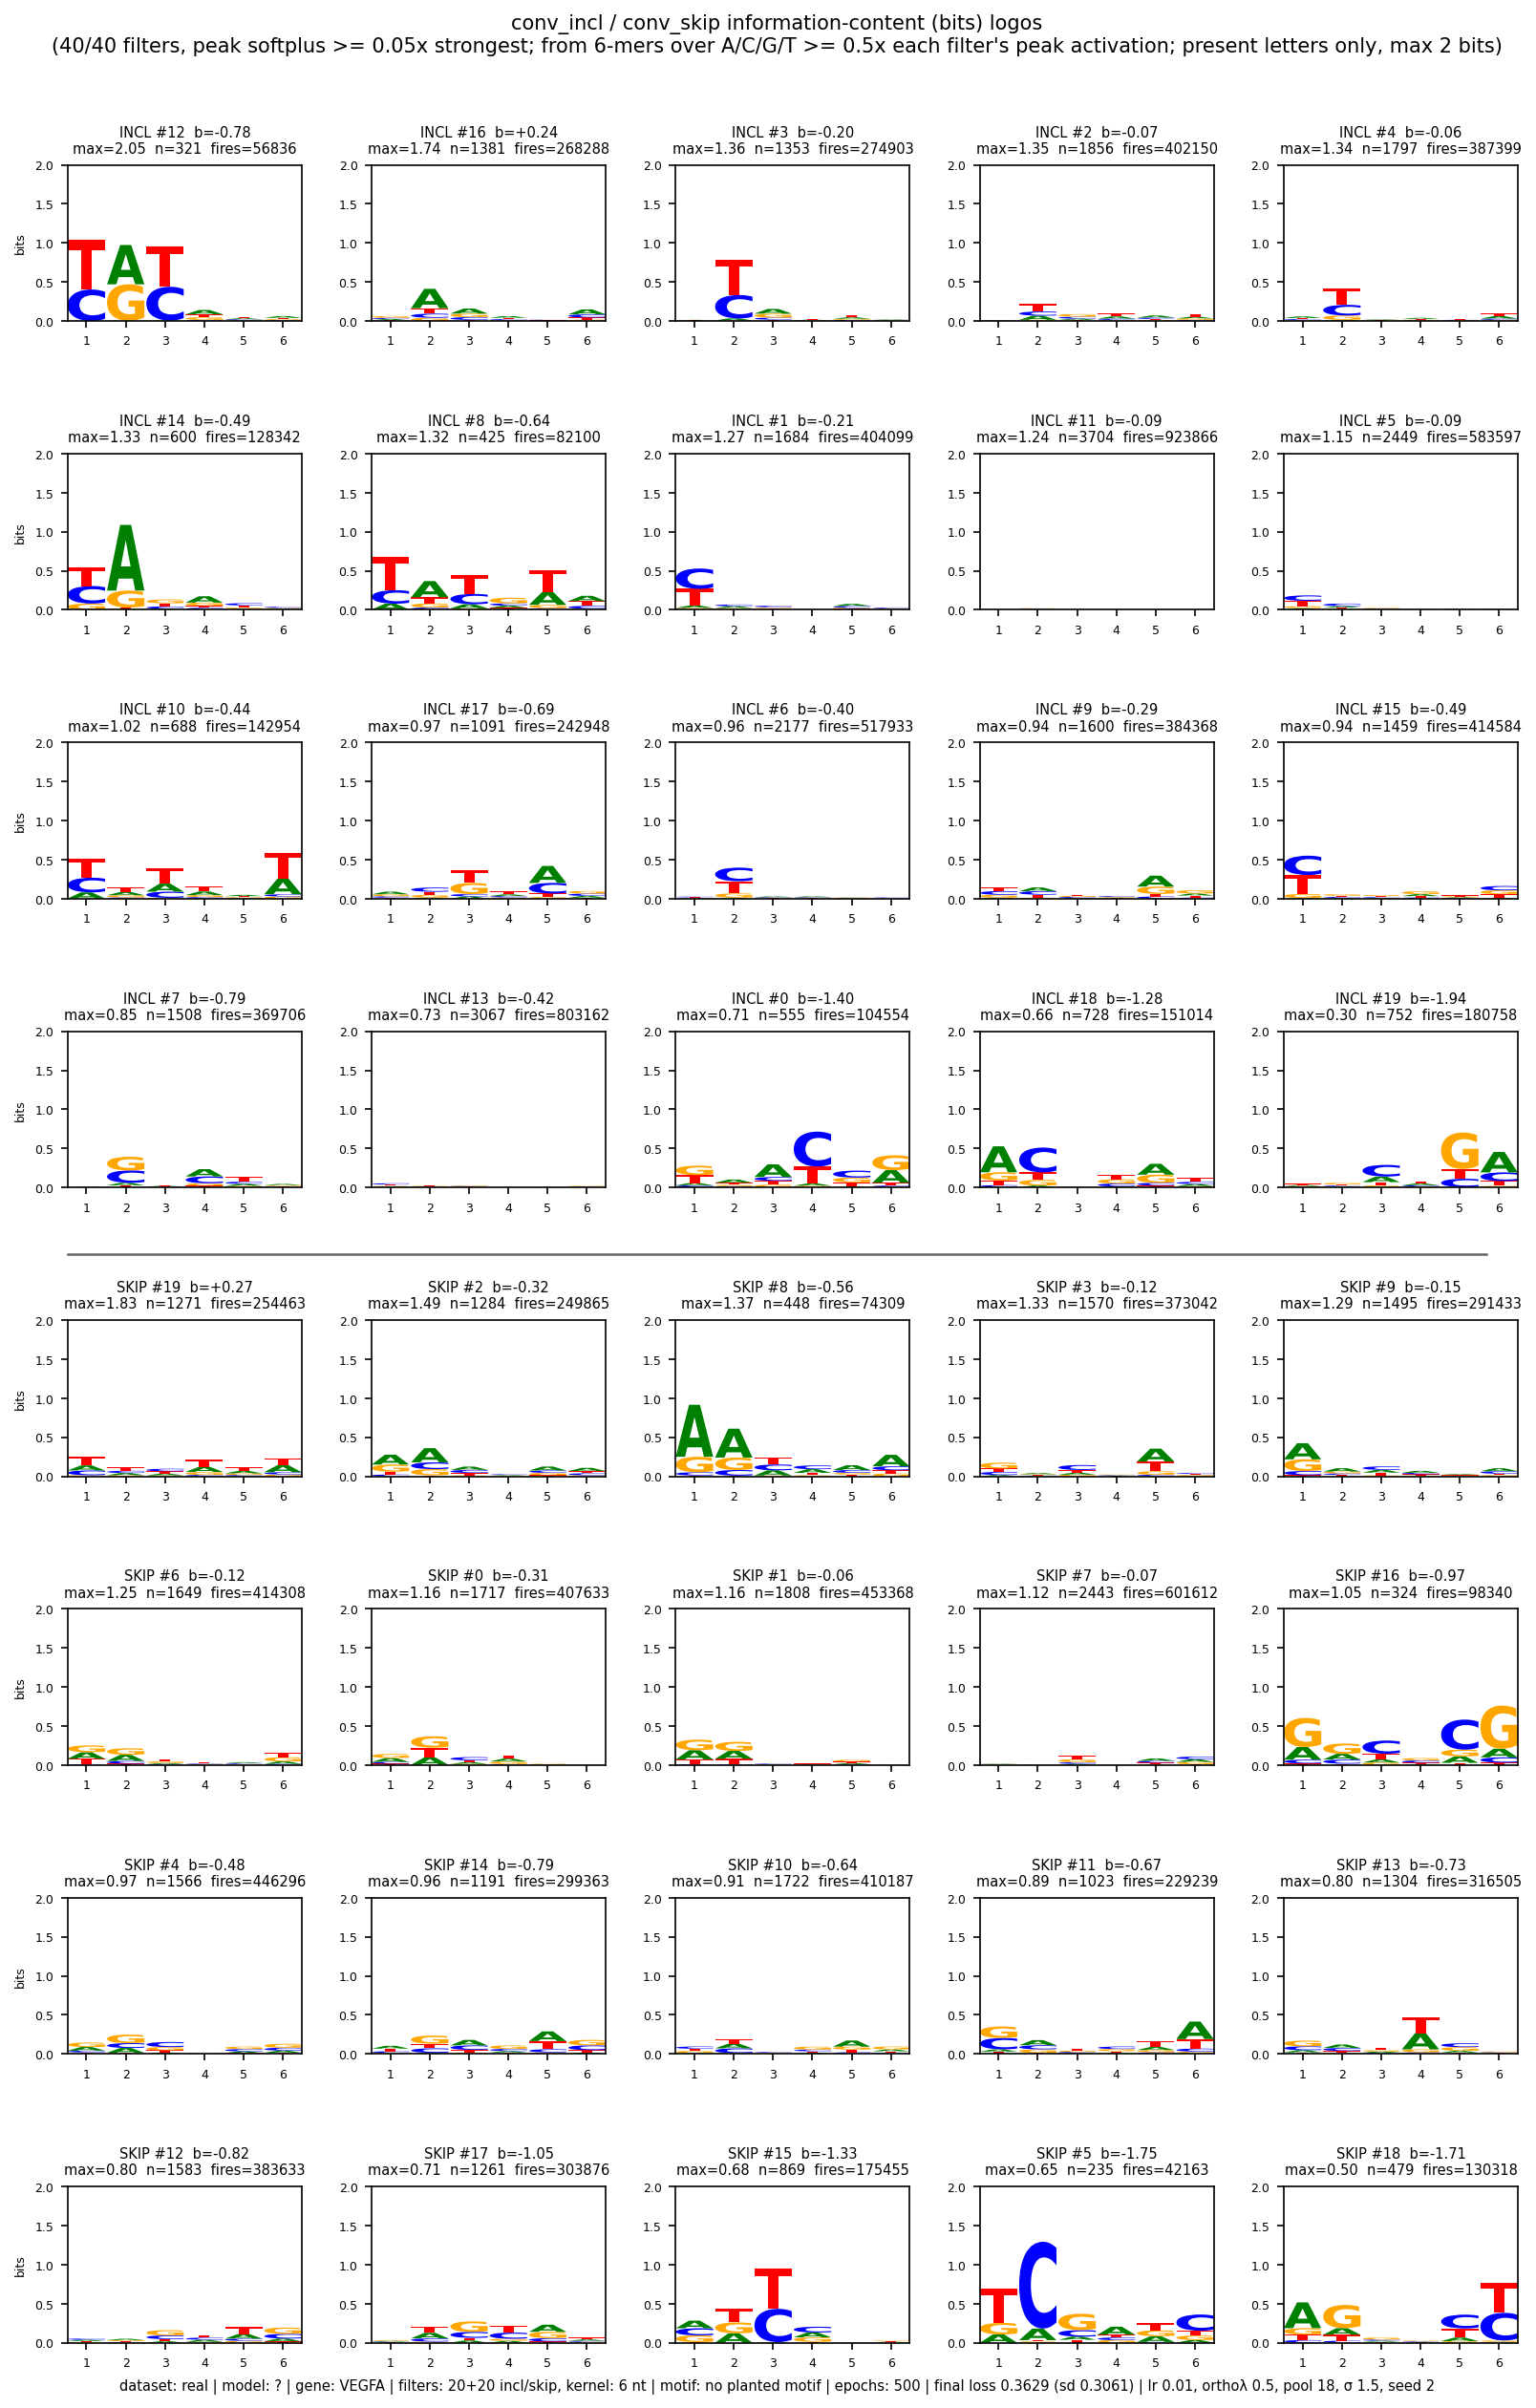 conv_incl / conv_skip information-content (bits) logos
(40/40 filters, peak softplus >= 0.05x strongest; from 6-mers over A/C/G/T >= 0.5x each filter's peak activation; present letters only, max 2 bits)
INCL #12 b=-0.78
max=2.05 n=321 fires=56836
INCL #16 b=+0.24
max=1.74 n=1381 fires=268288
INCL #3 b=-0.20
max=1.36 n=1353 fires=274903
INCL #2 b=-0.07
max=1.35 n=1856 fires=402150
INCL #4 b=-0.06
max=1.34 n=1797 fires=387399
INCL #14 b=-0.49
max=1.33 n=600 fires=128342
INCL #8 b=-0.64
max=1.32 n=425 fires=82100
INCL #1 b=-0.21
max=1.27 n=1684 fires=404099
INCL #11 b=-0.09
max=1.24 n=3704 fires=923866
INCL #5 b=-0.09
max=1.15 n=2449 fires=583597
INCL #10 b=-0.44
max=1.02 n=688 fires=142954
INCL #17 b=-0.69
max=0.97 n=1091 fires=242948
INCL #6 b=-0.40
max=0.96 n=2177 fires=517933
INCL #9 b=-0.29
max=0.94 n=1600 fires=384368
INCL #15 b=-0.49
max=0.94 n=1459 fires=414584
INCL #7 b=-0.79
max=0.85 n=1508 fires=369706
INCL #13 b=-0.42
max=0.73 n=3067 fires=803162
INCL #0 b=-1.40
max=0.71 n=555 fires=104554
INCL #18 b=-1.28
max=0.66 n=728 fires=151014
INCL #19 b=-1.94
max=0.30 n=752 fires=180758
SKIP #19 b=+0.27
max=1.83 n=1271 fires=254463
SKIP #2 b=-0.32
max=1.49 n=1284 fires=249865
SKIP #8 b=-0.56
max=1.37 n=448 fires=74309
SKIP #3 b=-0.12
max=1.33 n=1570 fires=373042
SKIP #9 b=-0.15
max=1.29 n=1495 fires=291433
SKIP #6 b=-0.12
max=1.25 n=1649 fires=414308
SKIP #0 b=-0.31
max=1.16 n=1717 fires=407633
SKIP #1 b=-0.06
max=1.16 n=1808 fires=453368
SKIP #7 b=-0.07
max=1.12 n=2443 fires=601612
SKIP #16 b=-0.97
max=1.05 n=324 fires=98340
SKIP #4 b=-0.48
max=0.97 n=1566 fires=446296
SKIP #14 b=-0.79
max=0.96 n=1191 fires=299363
SKIP #10 b=-0.64
max=0.91 n=1722 fires=410187
SKIP #11 b=-0.67
max=0.89 n=1023 fires=229239
SKIP #13 b=-0.73
max=0.80 n=1304 fires=316505
SKIP #12 b=-0.82
max=0.80 n=1583 fires=383633
SKIP #17 b=-1.05
max=0.71 n=1261 fires=303876
SKIP #15 b=-1.33
max=0.68 n=869 fires=175455
SKIP #5 b=-1.75
max=0.65 n=235 fires=42163
SKIP #18 b=-1.71
max=0.50 n=479 fires=130318
dataset: real | model: ? | gene: VEGFA | filters: 20+20 incl/skip, kernel: 6 nt | motif: no planted motif | epochs: 500 | final loss 0.3629 (sd 0.3061) | lr 0.01, orthoλ 0.5, pool 18, σ 1.5, seed 2